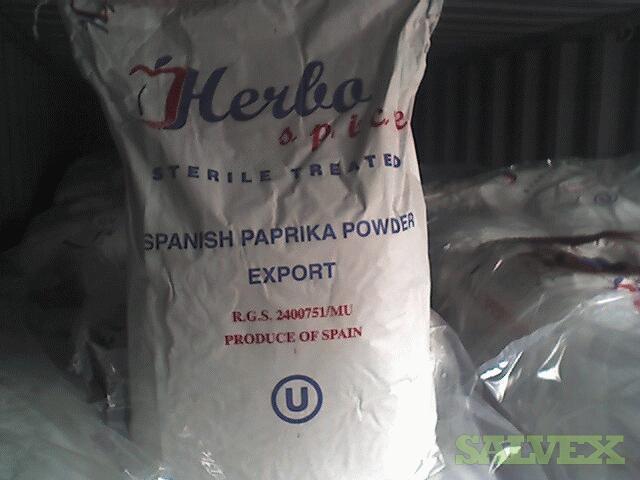 Herbo
spice
STERILE TREATED
SPANISH PAPRIKA POWDER
EXPORT
R.G.S. 2400751/MU
PRODUCE OF SPAIN
U
SALVEX